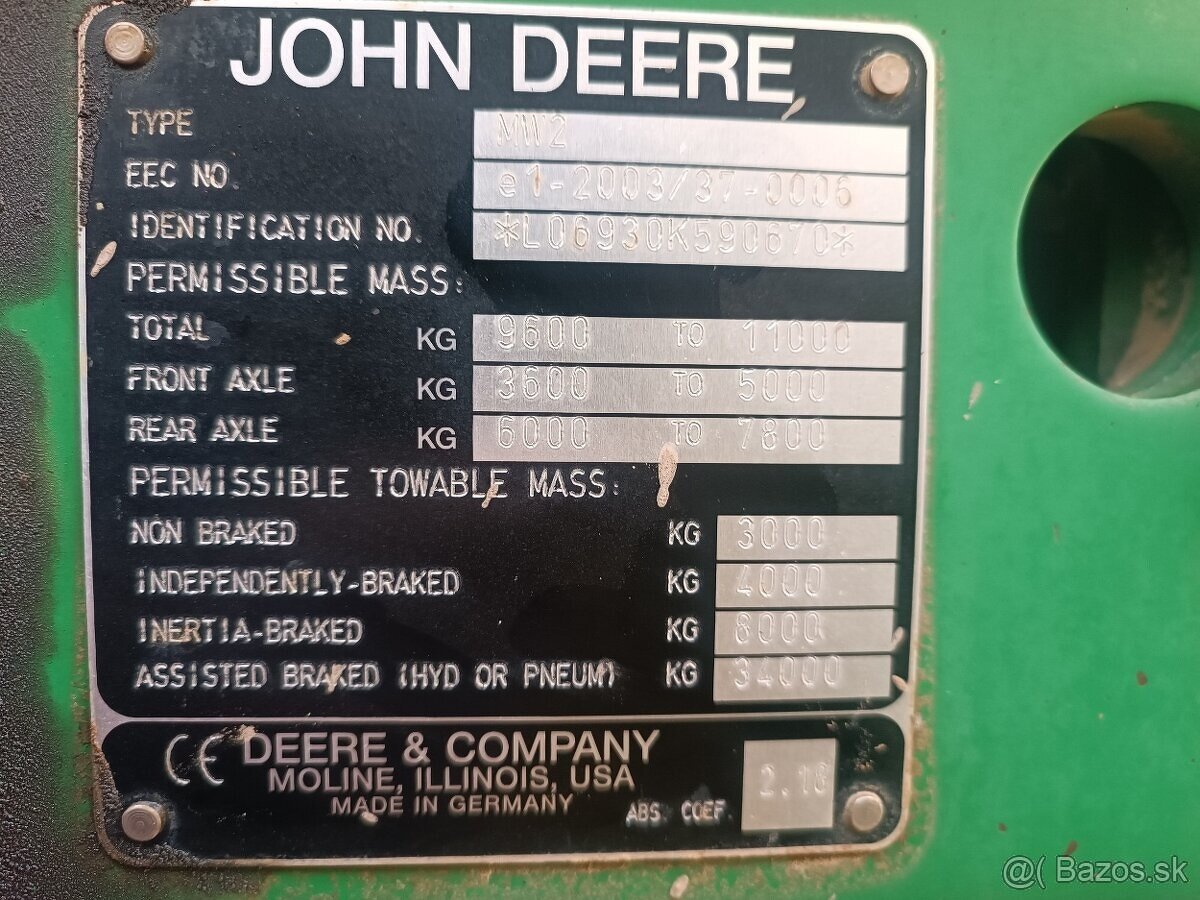 JOHN DEERE
TYPE MW2
EEC NO. e1-2003/37-0006
IDENTIFICATION NO. *L06930K590670*
PERMISSIBLE MASS:
TOTAL KG 9600 TO 11000
FRONT AXLE KG 3600 TO 5000
REAR AXLE KG 6000 TO 7800
PERMISSIBLE TOWABLE MASS:
NON BRAKED KG 3000
INDEPENDENTLY-BRAKED KG 4000
INERTIA-BRAKED KG 8000
ASSISTED BRAKED (HYD OR PNEUM) KG 34000
CE DEERE & COMPANY
MOLINE, ILLINOIS, USA
MADE IN GERMANY
ABS. COEF.
@( Bazos.sk